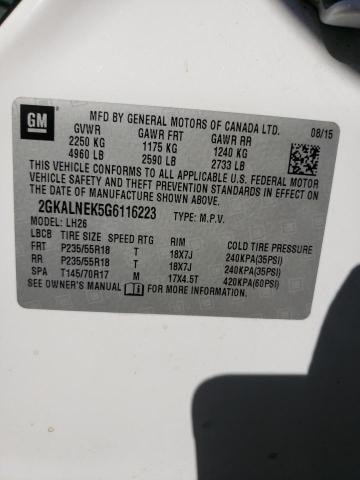 GM
MFD BY GENERAL MOTORS OF CANADA LTD. 08/15
GVWR GAWR FRT GAWR RR
2250 KG 1175 KG 1240 KG
4960 LB 2590 LB 2733 LB
THIS VEHICLE CONFORMS TO ALL APPLICABLE U.S. FEDERAL MOTOR
VEHICLE SAFETY, BUMPER, AND THEFT PREVENTION STANDARDS
IN EFFECT ON THE DATE OF MANUFACTURE SHOWN ABOVE.
2GKALNEK5G6116223 TYPE: M.P.V.
MODEL: LH26
LBCB TIRE SIZE SPEED RTG RIM COLD TIRE PRESSURE
FRT P235/55R18 T 18X7J 240KPA(35PSI)
RR P235/55R18 T 18X7J 240KPA(35PSI)
SPA T145/70R17 M 17X4.5T 420KPA(60PSI)
SEE OWNER'S MANUAL FOR MORE INFORMATION.